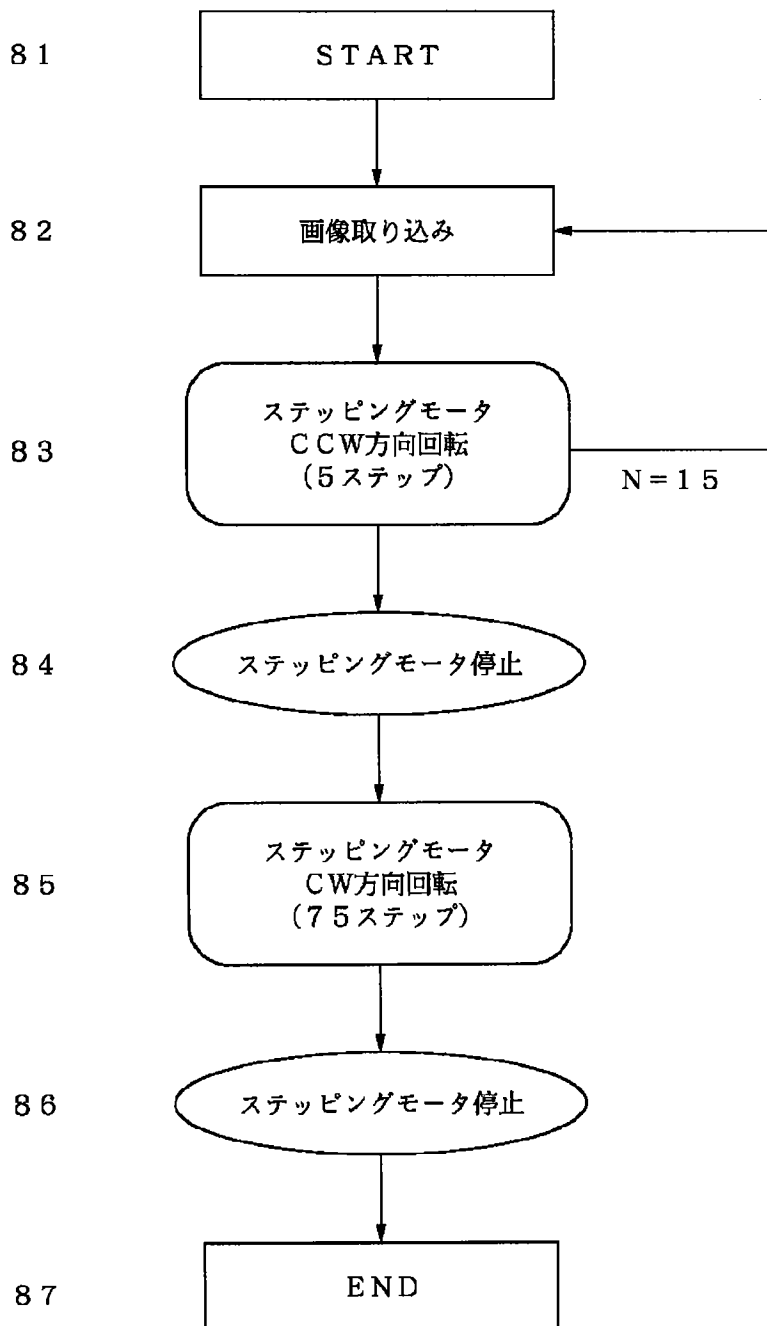 ８１
ＳＴＡＲＴ
８２
画像取り込み
８３
ステッピングモータ
ＣＣＷ方向回転
（５ステップ）
Ｎ＝１５
８４
ステッピングモータ停止
８５
ステッピングモータ
ＣＷ方向回転
（７５ステップ）
８６
ステッピングモータ停止
８７
ＥＮＤ